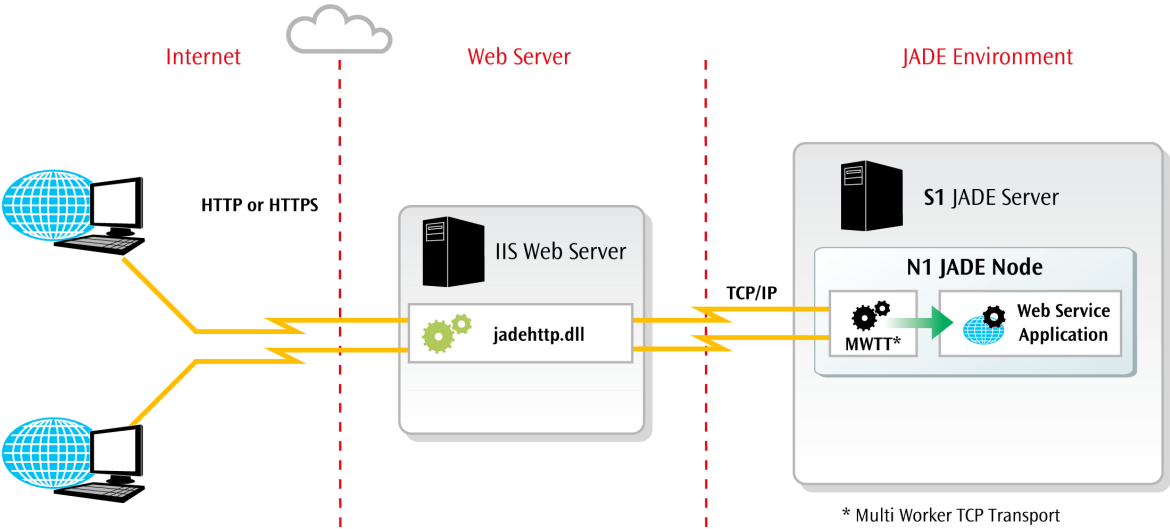 Internet
Web Server
JADE Environment
HTTP or HTTPS
S1 JADE Server
IIS Web Server
N1 JADE Node
TCP/IP
jadehttp.dll
MWTT*
Web Service
Application
* Multi Worker TCP Transport